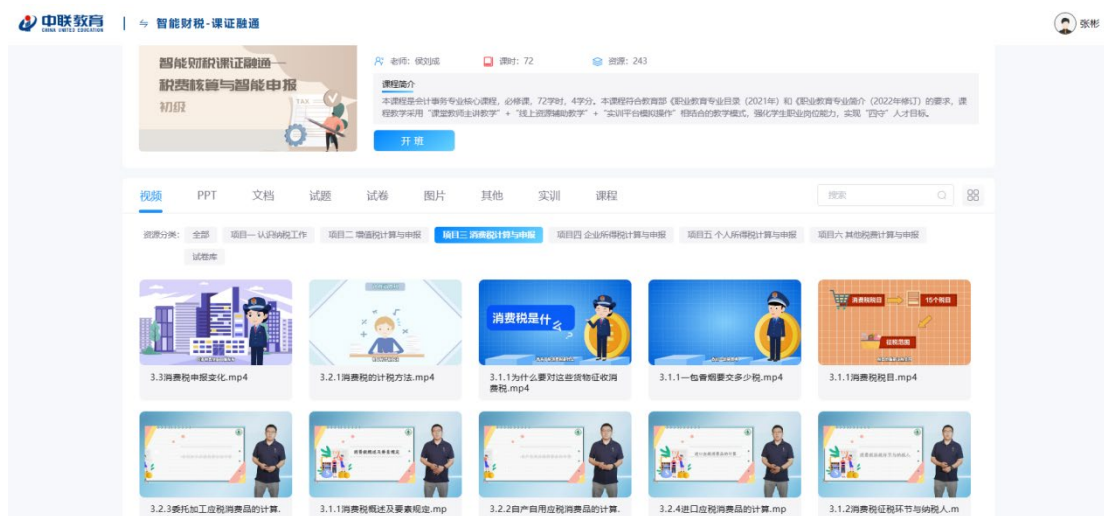 中联教育
CHINA UNITED EDUCATION
智能财税-课证融通
张彬
智能财税课证融通—
税费核算与智能申报
初级
老师: 侯刘成
课时: 72
资源: 243
课程简介
本课程是会计事务专业核心课程，必修课，72学时，4学分。本课程符合教育部《职业教育专业目录（2021年）和《职业教育专业简介（2022年修订）的要求，课
程教学采用“课堂教师主讲教学”+“线上资源辅助教学”+“实训平台模拟操作”相结合的教学模式，强化学生职业岗位能力，实现“四守”人才目标。
开班
视频 PPT 文档 试题 试卷 图片 其他 实训 课程
搜索
资源分类: 全部 项目一 认识纳税工作 项目二 增值税计算与申报 项目三 消费税计算与申报 项目四 企业所得税计算与申报 项目五 个人所得税计算与申报 项目六 其他税费计算与申报
试卷库
消费税是什
消费税税目
15个税目
征税范围
3.3消费税申报变化.mp4
3.2.1消费税的计税方法.mp4
3.1.1为什么要对这些货物征收消
费税.mp4
3.1.1一包香烟要交多少税.mp4
3.1.1消费税税目.mp4
消费税概述及要素规定
3.2.3委托加工应税消费品的计算.
3.1.1消费税概述及要素规定.mp
3.2.2自产自用应税消费品的计算.
3.2.4进口应税消费品的计算.mp
3.1.2消费税征税环节与纳税人.m